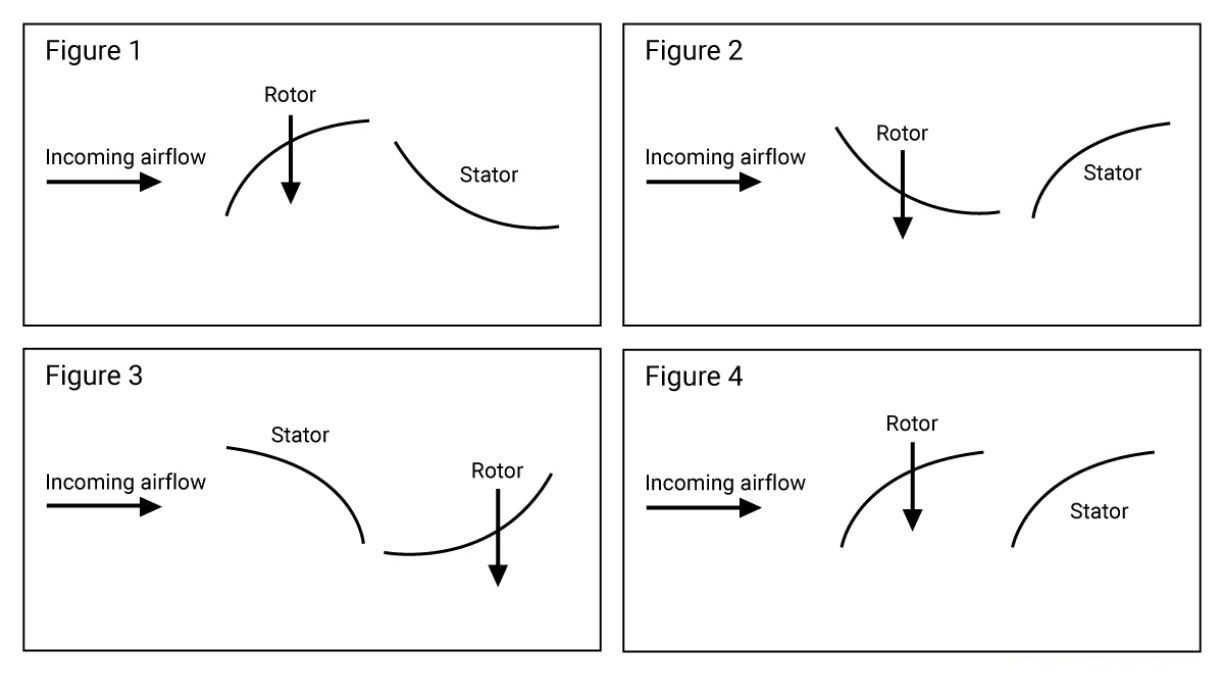 Figure 1
Rotor
Incoming airflow
Stator
Figure 2
Rotor
Incoming airflow
Stator
Figure 3
Stator
Rotor
Incoming airflow
Figure 4
Rotor
Incoming airflow
Stator